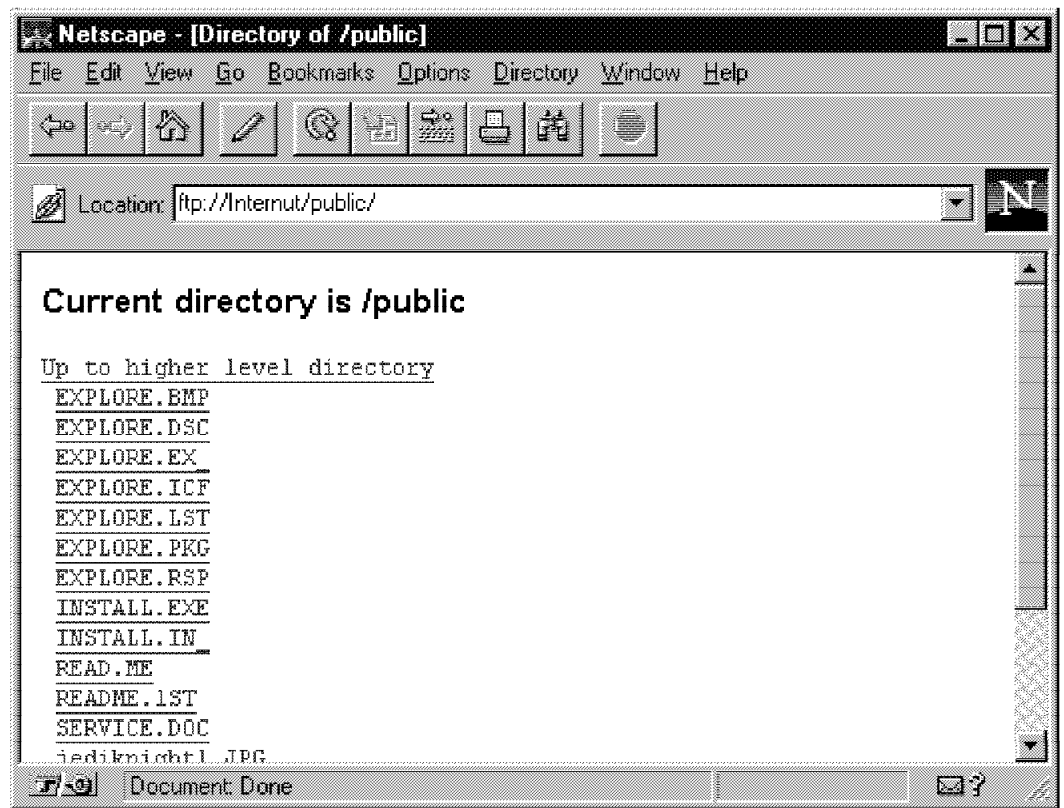 Netscape - [Directory of /public]
File Edit View Go Bookmarks Options Directory Window Help
Location: ftp://Internut/public/
N
Current directory is /public
Up to higher level directory
EXPLORE.BMP
EXPLORE.DSC
EXPLORE.EX_
EXPLORE.ICF
EXPLORE.LST
EXPLORE.PKG
EXPLORE.RSP
INSTALL.EXE
INSTALL.IN_
READ.ME
README.1ST
SERVICE.DOC
jediknight1.JPG
Document: Done
?